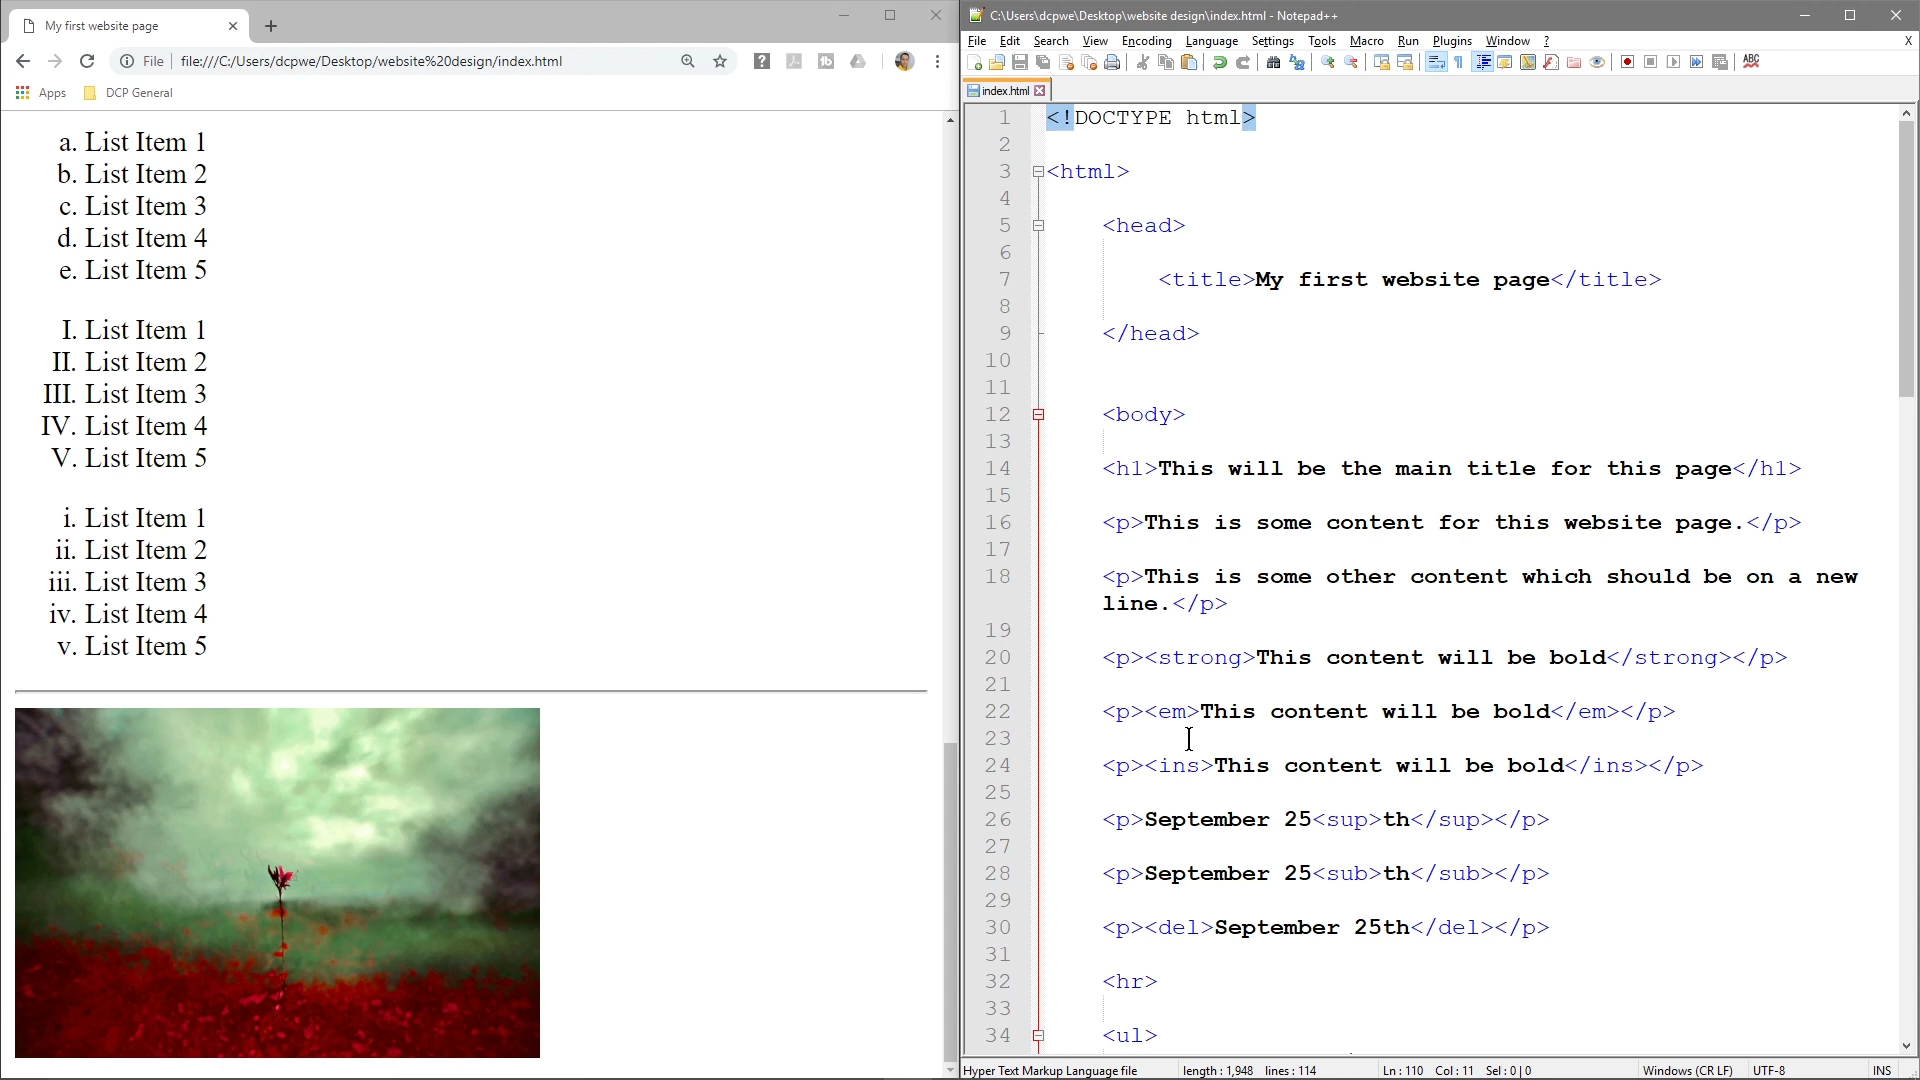 My first website page
File file:///C:/Users/dcpwe/Desktop/website%20design/index.html
Apps DCP General
a. List Item 1
b. List Item 2
c. List Item 3
d. List Item 4
e. List Item 5
I. List Item 1
II. List Item 2
III. List Item 3
IV. List Item 4
V. List Item 5
i. List Item 1
ii. List Item 2
iii. List Item 3
iv. List Item 4
v. List Item 5
C:\Users\dcpwe\Desktop\website design\index.html - Notepad++
File Edit Search View Encoding Language Settings Tools Macro Run Plugins Window ? X
ABC
index.html
1 <!DOCTYPE html>
2
3 <html>
4
5 <head>
6
7 <title>My first website page</title>
8
9 </head>
10
11
12 <body>
13
14 <h1>This will be the main title for this page</h1>
15
16 <p>This is some content for this website page.</p>
17
18 <p>This is some other content which should be on a new
line.</p>
19
20 <p><strong>This content will be bold</strong></p>
21
22 <p><em>This content will be bold</em></p>
23
24 <p><ins>This content will be bold</ins></p>
25
26 <p>September 25<sup>th</sup></p>
27
28 <p>September 25<sub>th</sub></p>
29
30 <p><del>September 25th</del></p>
31
32 <hr>
33
34 <ul>
Hyper Text Markup Language file length : 1,948 lines : 114 Ln : 110 Col : 11 Sel : 0 | 0 Windows (CR LF) UTF-8 INS